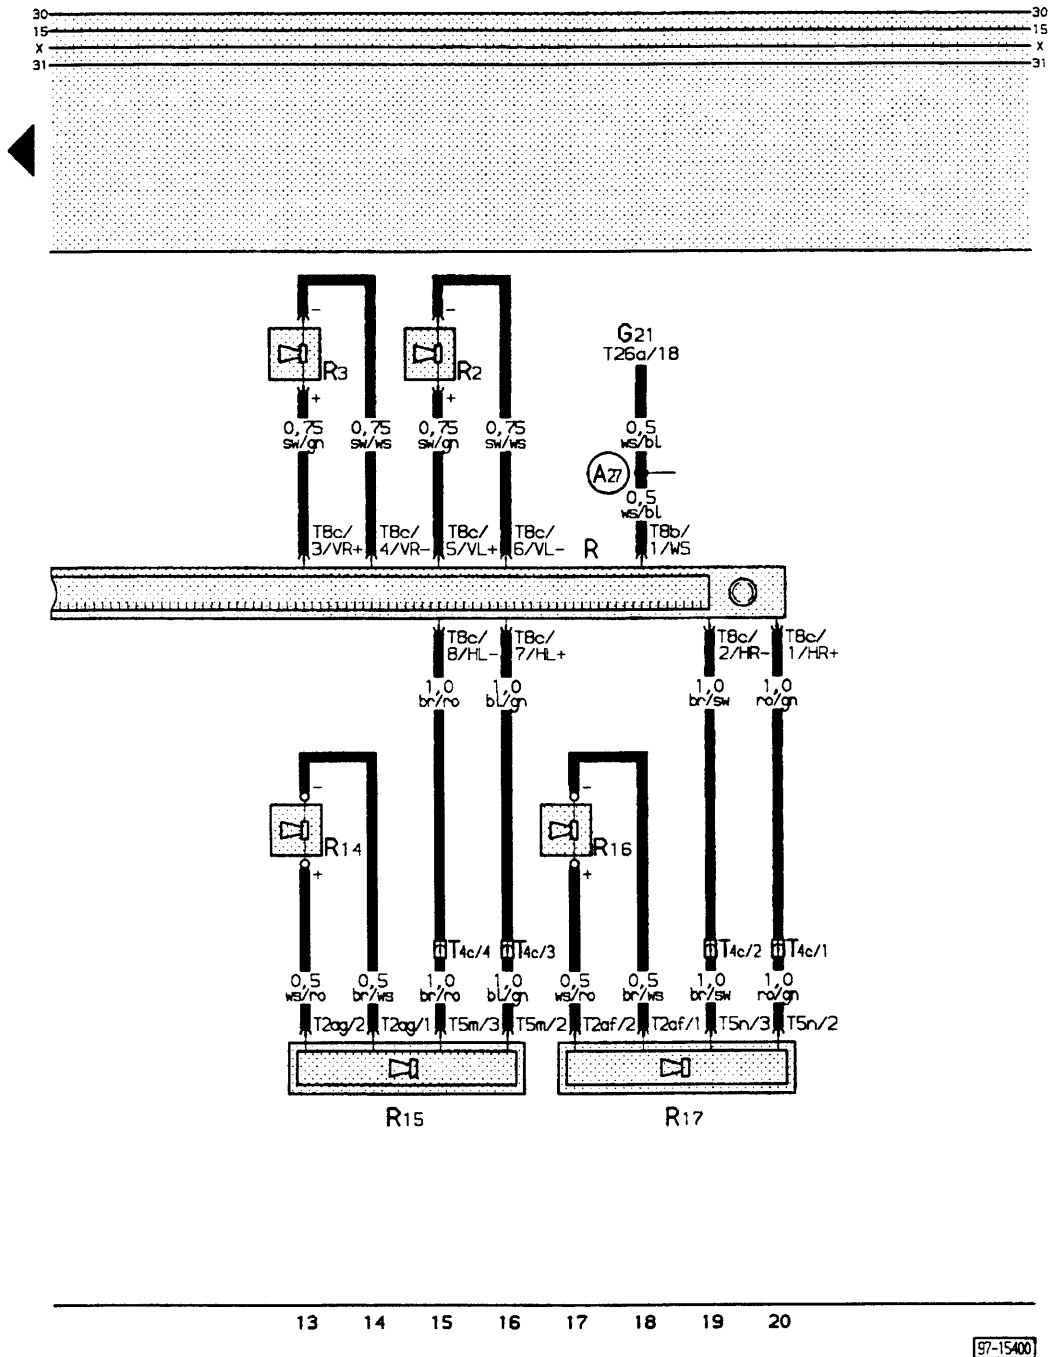 30 30
15 15
X X
31 31
G21
T26a/18
- -
R3 R2
+ +
0,75 0,75 0,75 0,75 0,5
sw/gn sw/ws sw/gn sw/ws ws/bl
A27
0,5
ws/bl
T8c/ T8c/ T8c/ T8c/ R T8b/
3/VR+ 4/VR- 5/VL+ 6/VL- 1/WS
T8c/ T8c/ T8c/ T8c/
8/HL- 7/HL+ 2/HR- 1/HR+
1,0 1,0 1,0 1,0
br/ro bl/gn br/sw ro/gn
- -
R14 R16
+ +
T4c/4 T4c/3 T4c/2 T4c/1
0,5 0,5 1,0 1,0 0,5 0,5 1,0 1,0
ws/ro br/ws br/ro bl/gn ws/ro br/ws br/sw ro/gn
T2ag/2 T2ag/1 T5m/3 T5m/2 T2af/2 T2af/1 T5n/3 T5n/2
R15 R17
13 14 15 16 17 18 19 20
97-15400